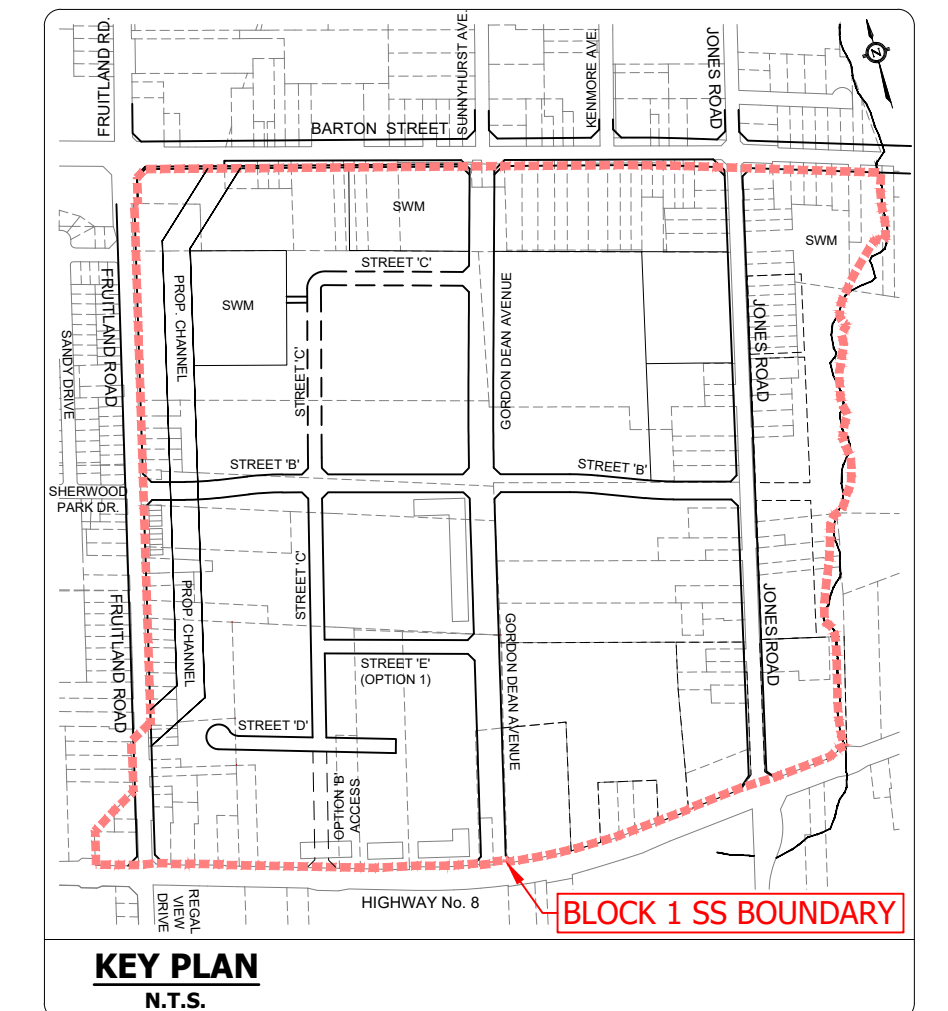 FRUITLAND RD.
SUNNYHURST AVE.
KENMORE AVE.
JONES ROAD
Z
BARTON STREET
SWM
SWM
STREET 'C'
FRUITLAND ROAD
PROP. CHANNEL
SWM
GORDON DEAN AVENUE
JONES ROAD
SANDY DRIVE
STREET 'C'
STREET 'B'
STREET 'B'
SHERWOOD
PARK DR.
STREET 'C'
FRUITLAND ROAD
PROP. CHANNEL
GORDON DEAN AVENUE
JONES ROAD
STREET 'E'
(OPTION 1)
STREET 'D'
OPTION 'B'
ACCESS
REGAL
VIEW
DRIVE
HIGHWAY No. 8
BLOCK 1 SS BOUNDARY
KEY PLAN
N.T.S.